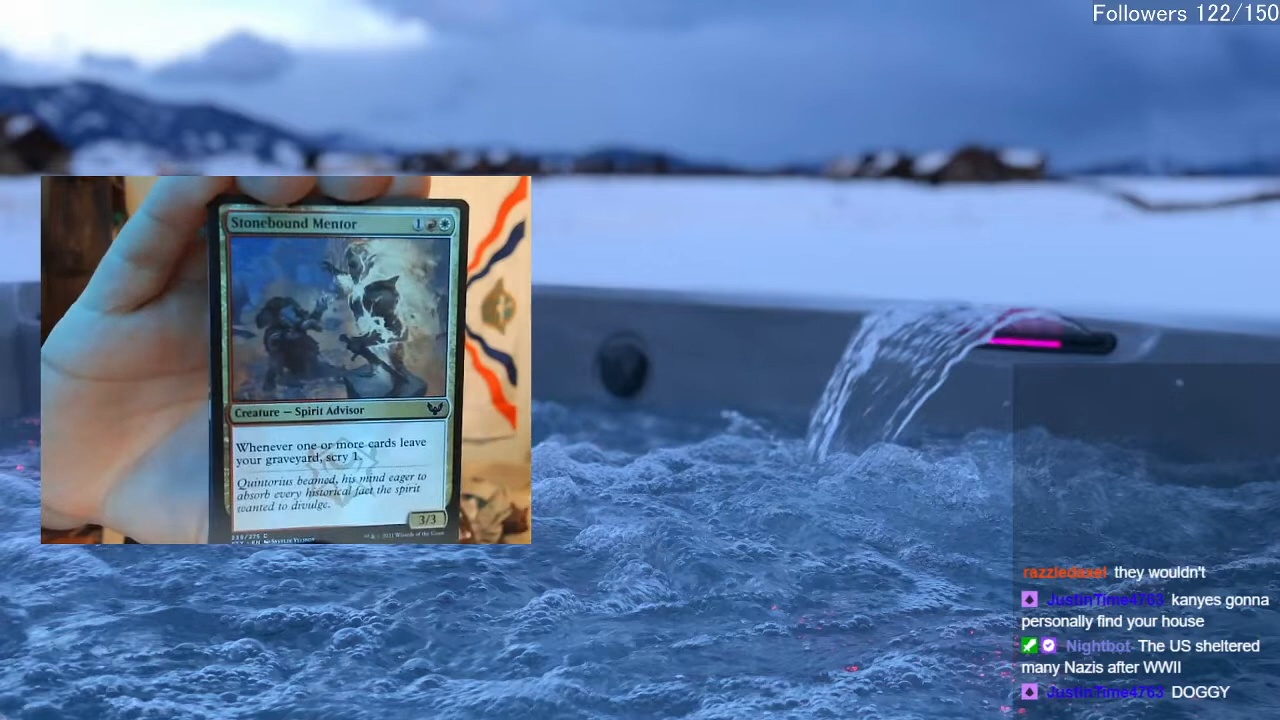 Followers 122/150
Stonebound Mentor 1
Creature — Spirit Advisor
Whenever one or more cards leave
your graveyard, scry 1.
Quintorius beamed, his mind eager to
absorb every historical fact the spirit
wanted to divulge.
3/3
they wouldn't
JustinTime4763 kanyes gonna
personally find your house
Nightbot The US sheltered
many Nazis after WWII
JustinTime4763 DOGGY